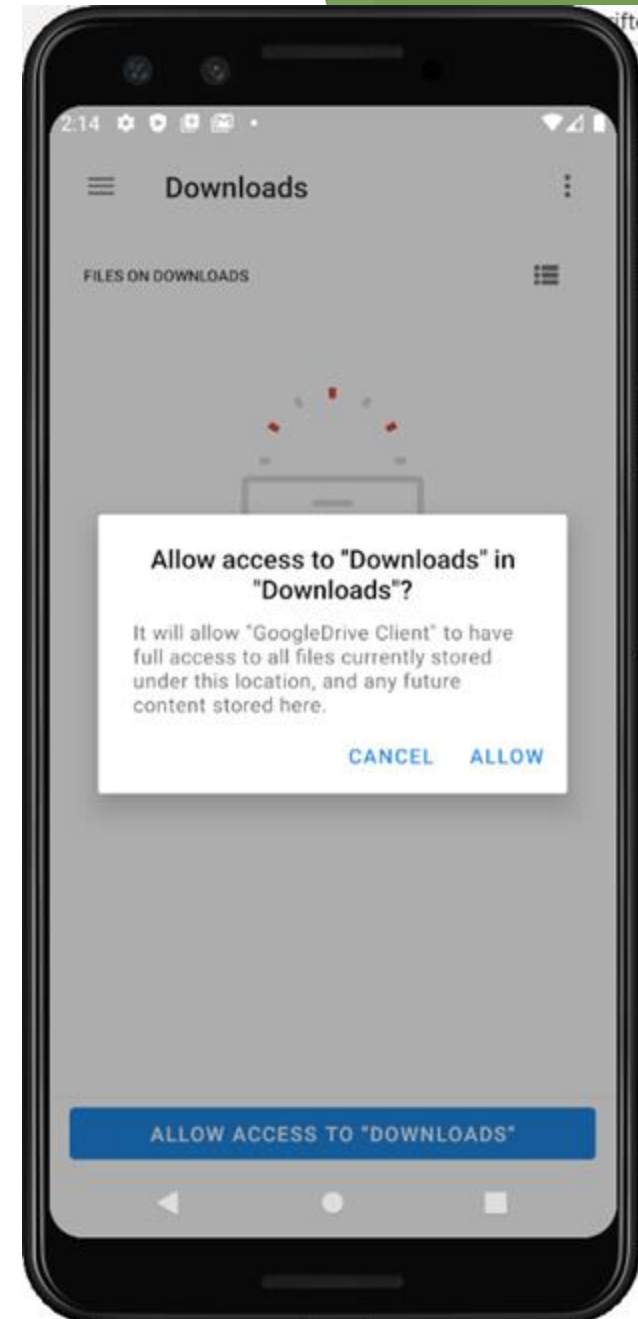 2:14
Downloads
FILES ON DOWNLOADS
Allow access to "Downloads" in
"Downloads"?
It will allow "GoogleDrive Client" to have
full access to all files currently stored
under this location, and any future
content stored here.
CANCEL ALLOW
ALLOW ACCESS TO "DOWNLOADS"